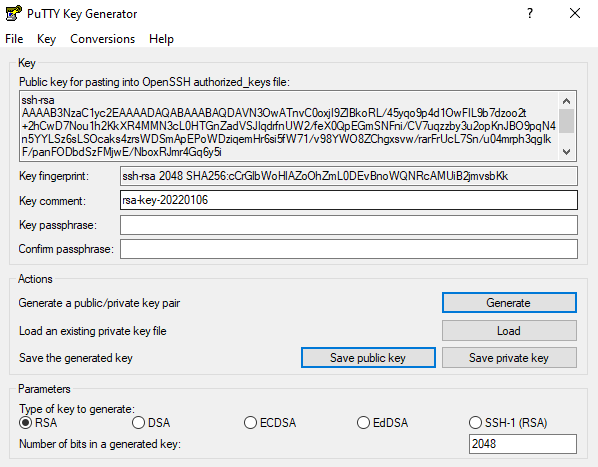 PuTTY Key Generator
File Key Conversions Help
Key
Public key for pasting into OpenSSH authorized_keys file:
ssh-rsa
AAAAB3NzaC1yc2EAAAADAQABAAABAQDAVN3OwATnvC0oxjI9ZlBkoRL/45yqo9p4d1OwFIL9b7dzoo2t
+2hCwD7Nou1h2KkXR4MMN3cL0HTGnZadVSJlqdrfnUW2/feX0QpEGmSNFni/CV7uqzzby3u2opKnJBO9pqN4
n5YYLSz6sLSOcaks4zrsWDSmApEPoWDziqemHr6si5fW71/v98YWO8ZChgxsvw/rarFrUcL7Sn/u04mrph3qgIk
F/panFODbdSzFMjwE/NboxRJmr4Gq6y5i
Key fingerprint: ssh-rsa 2048 SHA256:cCrGlbWoHlAZoOhZmL0DEvBnoWQNRcAMUiB2jmvsbKk
Key comment: rsa-key-20220106
Key passphrase:
Confirm passphrase:
Actions
Generate a public/private key pair Generate
Load an existing private key file Load
Save the generated key Save public key Save private key
Parameters
Type of key to generate:
RSA DSA ECDSA EdDSA SSH-1 (RSA)
Number of bits in a generated key: 2048